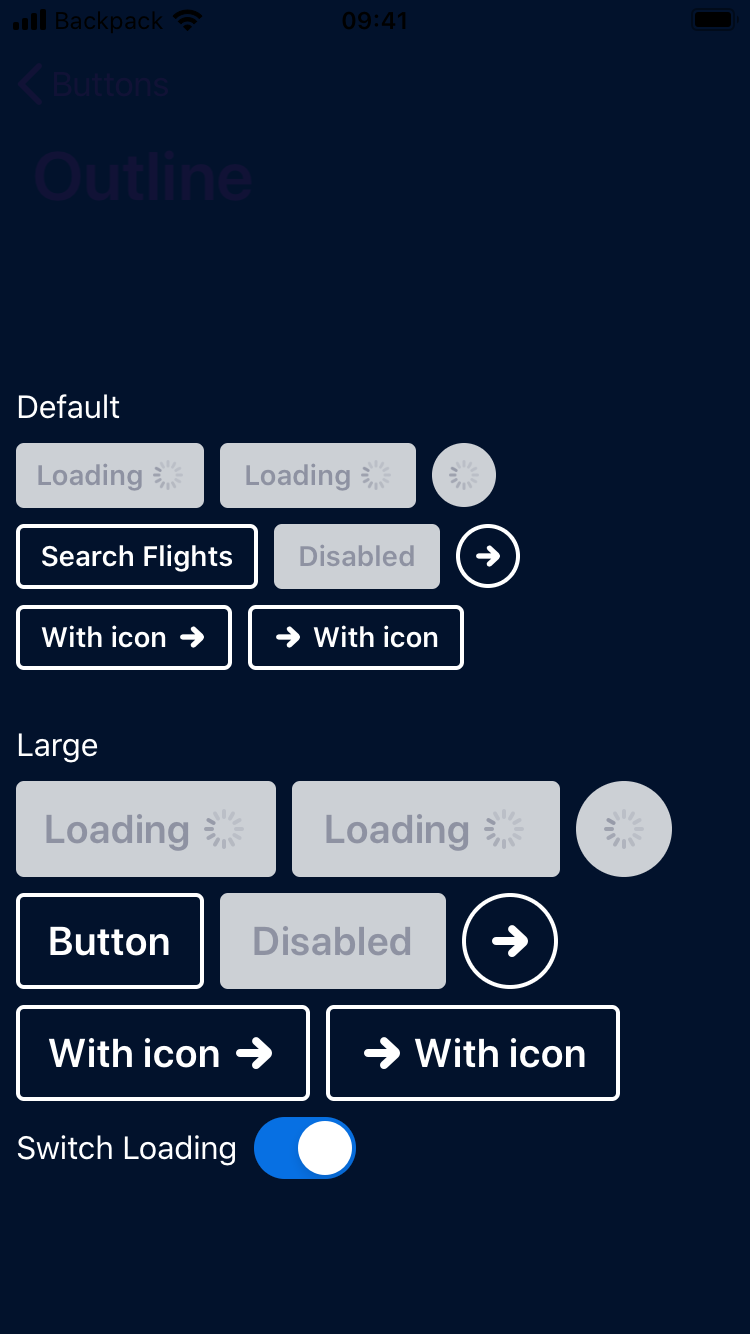 Backpack 09:41
Buttons
Outline
Default
Loading Loading
Search Flights Disabled
With icon With icon
Large
Loading Loading
Button Disabled
With icon With icon
Switch Loading